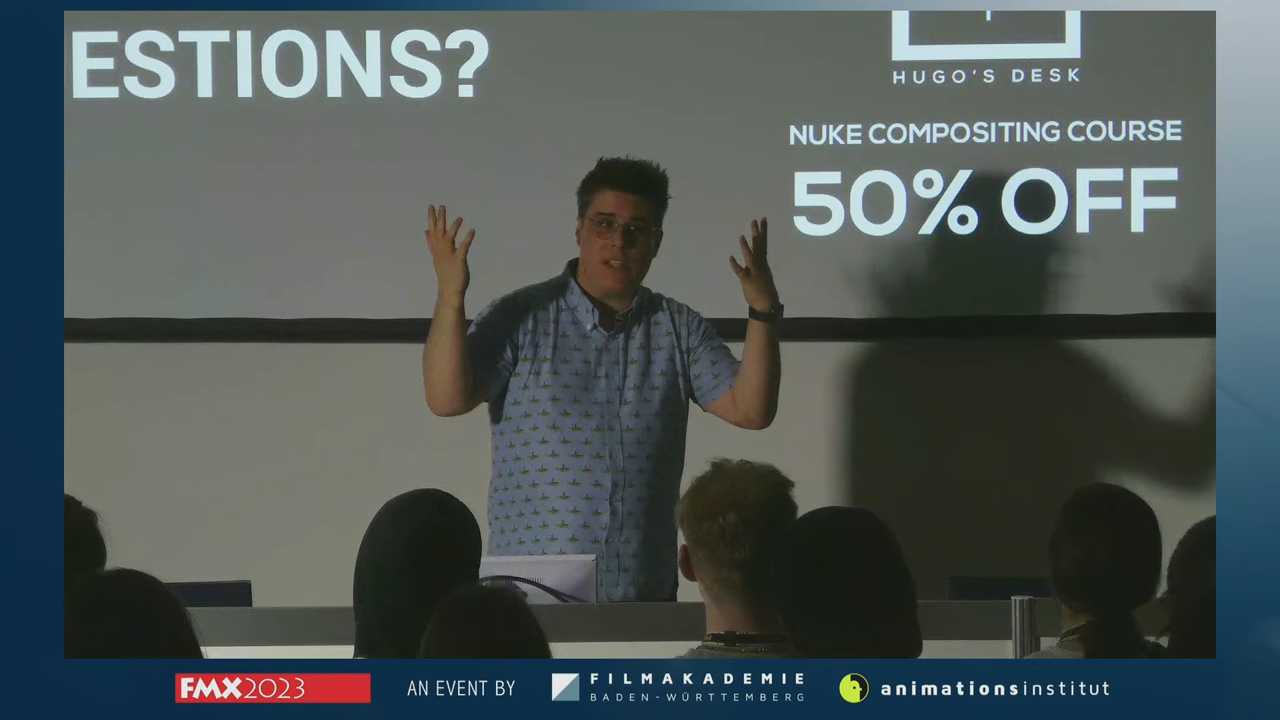 ESTIONS?
HUGO'S DESK
NUKE COMPOSITING COURSE
50% OFF
FMX2023
AN EVENT BY
FILMAKADEMIE
BADEN-WÜRTTEMBERG
animationsinstitut